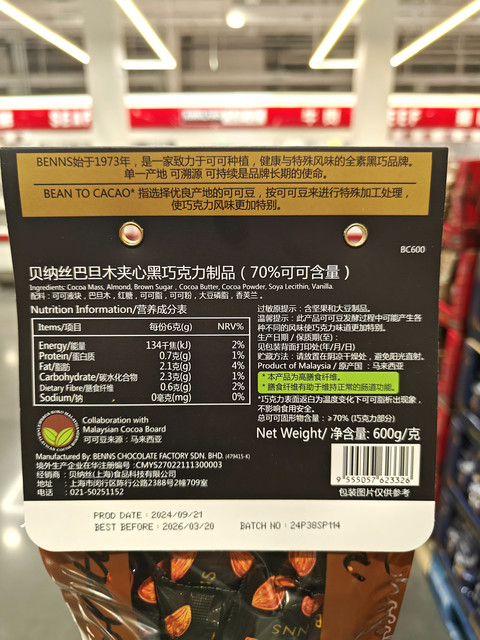 BENNS始于1973年，是一家致力于可可种植，健康与特殊风味的全素黑巧品牌。
单一产地 可溯源 可持续是品牌长期的使命。
BEAN TO CACAO* 指选择优良产地的可可豆，按可可豆来进行特殊加工处理，
使巧克力风味更加特别。
BC600
贝纳丝巴旦木夹心黑巧克力制品（70%可可含量）
Ingredients: Cocoa Mass, Almond, Brown Sugar , Cocoa Butter, Cocoa Powder, Soya Lecithin, Vanilla.
配料：可可液块，巴旦木，红糖，可可脂，可可粉，大豆磷脂，香荚兰 。
Nutrition Information/营养成分表
Items/项目 每份6克(g) NRV%
Energy/能量 134千焦(kJ) 2%
Protein/蛋白质 0.7克(g) 1%
Fat/脂肪 2.1克(g) 4%
Carbohydrate/碳水化合物 2.3克(g) 1%
Dietary Fibre/膳食纤维 0.6克(g) 2%
Sodium/钠 0毫克(mg) 0%
过敏原提示：含坚果和大豆制品。
温馨提示：此产品可可豆发酵过程中可能产生各
种不同的风味使巧克力味道更加特别。
生产日期 / 保质期(至)：
见包装背面打印处(年/月/日)
贮藏方法：请放置在阴凉干燥处，避免阳光直射。
Product of Malaysia / 原产国 : 马来西亚
* 本产品为高膳食纤维。
* 膳食纤维有助于维持正常的肠道功能。
*巧克力表面返白为温度变化下可可脂析出现象，
不影响食用安全。
总可可固形物含量：≥70% (巧克力部分)
Net Weight/ 净含量: 600g/克
Collaboration with
Malaysian Cocoa Board
可可豆来源：马来西亚
Manufactured By: BENNS CHOCOLATE FACTORY SDN. BHD. (479415-K)
境外生产企业在华注册编号 :CMYS27022111300003
经销商 : 贝纳丝(上海)食品科技有限公司
地址 : 上海市闵行区陈行公路2388号2幢709室
电话 : 021-50251152
9 555057 623326
包装图片仅供参考
PROD DATE : 2024/09/21
BEST BEFORE : 2026/03/20 BATCH NO : 24P38SP114